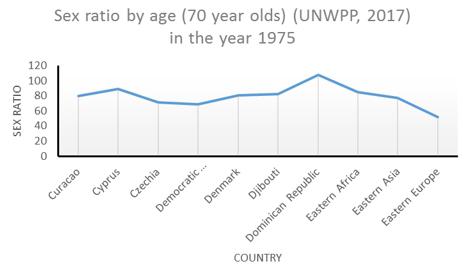 Sex ratio by age (70 year olds) (UNWPP, 2017)
in the year 1975
SEX RATIO
120
100
80
60
40
20
0
Curacao
Cyprus
Czechia
Democratic ...
Denmark
Djibouti
Dominican Republic
Eastern Africa
Eastern Asia
Eastern Europe
COUNTRY